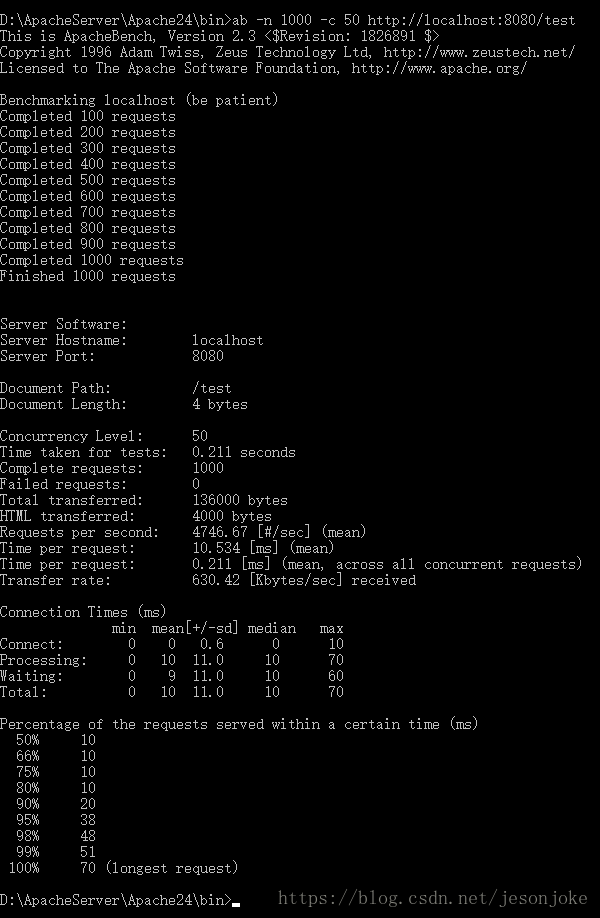 D:\ApacheServer\Apache24\bin>ab -n 1000 -c 50 http://localhost:8080/test
This is ApacheBench, Version 2.3 <$Revision: 1826891 $>
Copyright 1996 Adam Twiss, Zeus Technology Ltd, http://www.zeustech.net/
Licensed to The Apache Software Foundation, http://www.apache.org/

Benchmarking localhost (be patient)
Completed 100 requests
Completed 200 requests
Completed 300 requests
Completed 400 requests
Completed 500 requests
Completed 600 requests
Completed 700 requests
Completed 800 requests
Completed 900 requests
Completed 1000 requests
Finished 1000 requests


Server Software:
Server Hostname:        localhost
Server Port:            8080

Document Path:          /test
Document Length:        4 bytes

Concurrency Level:      50
Time taken for tests:   0.211 seconds
Complete requests:      1000
Failed requests:        0
Total transferred:      136000 bytes
HTML transferred:       4000 bytes
Requests per second:    4746.67 [#/sec] (mean)
Time per request:       10.534 [ms] (mean)
Time per request:       0.211 [ms] (mean, across all concurrent requests)
Transfer rate:          630.42 [Kbytes/sec] received

Connection Times (ms)
              min  mean[+/-sd] median   max
Connect:        0    0   0.6      0      10
Processing:     0   10  11.0     10      70
Waiting:        0    9  11.0     10      60
Total:          0   10  11.0     10      70

Percentage of the requests served within a certain time (ms)
  50%     10
  66%     10
  75%     10
  80%     10
  90%     20
  95%     38
  98%     48
  99%     51
 100%     70 (longest request)

D:\ApacheServer\Apache24\bin>
https://blog.csdn.net/jesonjoke